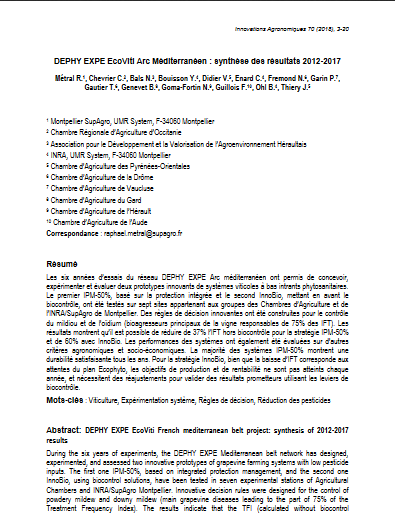 Innovations Agronomiques 70 (2018), 3-20
DEPHY EXPE EcoViti Arc Méditerranéen : synthèse des résultats 2012-2017
Métral R.¹, Chevrier C.², Bals N.³, Bouisson Y.⁴, Didier V.⁵, Enard C.⁶, Fremond N.⁶, Garin P.⁷,
Gautier T.⁸, Genevet B.⁸, Goma-Fortin N.⁹, Guillois F.¹⁰, Ohl B.⁴, Thiery J.⁵
¹ Montpellier SupAgro, UMR System, F-34060 Montpellier
² Chambre Régionale d'Agriculture d'Occitanie
³ Association pour le Développement et la Valorisation de l'Agroenvironnement Héraultais
⁴ INRA, UMR System, F-34060 Montpellier
⁵ Chambre d'Agriculture des Pyrénées-Orientales
⁶ Chambre d'Agriculture de la Drôme
⁷ Chambre d'Agriculture de Vaucluse
⁸ Chambre d'Agriculture du Gard
⁹ Chambre d'Agriculture de l'Hérault
¹⁰ Chambre d'Agriculture de l'Aude
Correspondance : raphael.metral@supagro.fr
Résumé
Les six années d'essais du réseau DEPHY EXPE Arc méditerranéen ont permis de concevoir,
expérimenter et évaluer deux prototypes innovants de systèmes viticoles à bas intrants phytosanitaires.
Le premier IPM-50%, basé sur la protection intégrée et le second InnoBio, mettant en avant le
biocontrôle, ont été testés sur sept sites appartenant aux groupes des Chambres d'Agriculture et de
l'INRA/SupAgro de Montpellier. Des règles de décision innovantes ont été construites pour le contrôle
du mildiou et de l'oïdium (bioagresseurs principaux de la vigne responsables de 75% des IFT). Les
résultats montrent qu'il est possible de réduire de 37% l'IFT hors biocontrôle pour la stratégie IPM-50%
et de 60% avec InnoBio. Les performances des systèmes ont également été évaluées sur d'autres
critères agronomiques et socio-économiques. La majorité des systèmes IPM-50% montrent une
durabilité satisfaisante tous les ans. Pour la stratégie InnoBio, bien que la baisse d'IFT corresponde aux
attentes du plan Ecophyto, les objectifs de production et de rentabilité ne sont pas atteints chaque
année, et nécessitent des réajustements pour valider des résultats prometteurs utilisant les leviers de
biocontrôle.
Mots-clés : Viticulture, Expérimentation système, Règles de décision, Réduction des pesticides
Abstract: DEPHY EXPE EcoViti French mediterranean belt project: synthesis of 2012-2017
results
During the six years of experiments, the DEPHY EXPE Mediterranean belt network has designed,
experimented, and assessed two innovative prototypes of grapevine farming systems with low pesticide
inputs. The first one IPM-50%, based on integrated protection management, and the second one
InnoBio, using biocontrol solutions, have been tested in seven experimental stations of Agricultural
Chambers and INRA/SupAgro Montpellier. Innovative decision rules were designed for the control of
powdery mildew and downy mildew (main grapevine diseases leading to the part of 75% of the
Treatment Frequency Index). The results indicate that the TFI (calculated without biocontrol